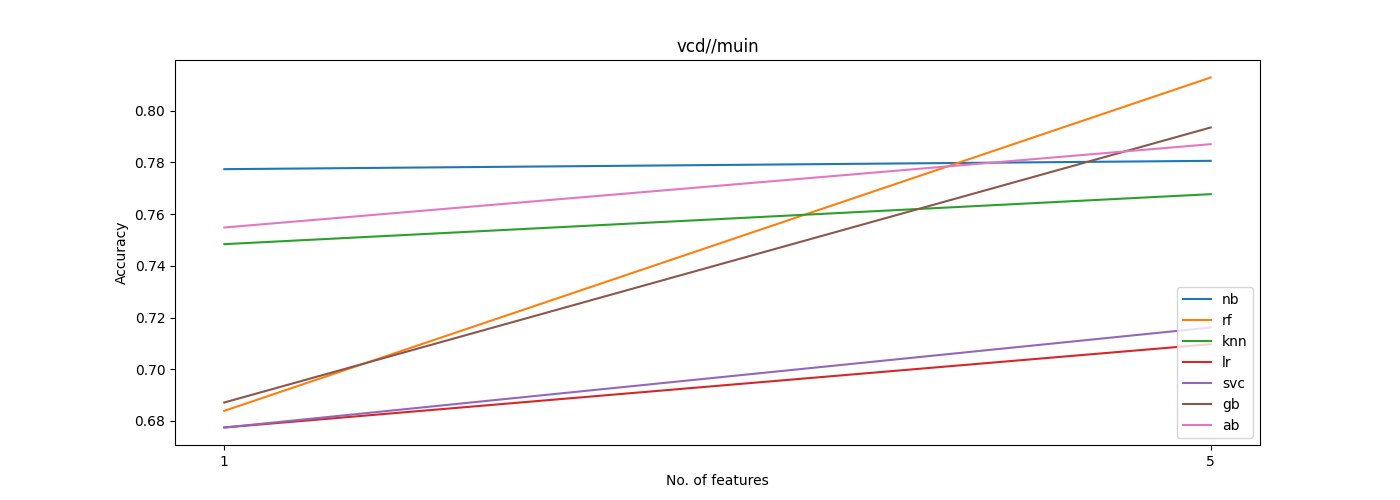 vcd//muin
Accuracy
0.80
0.78
0.76
0.74
0.72
0.70
0.68
1
5
No. of features
nb
rf
knn
lr
svc
gb
ab